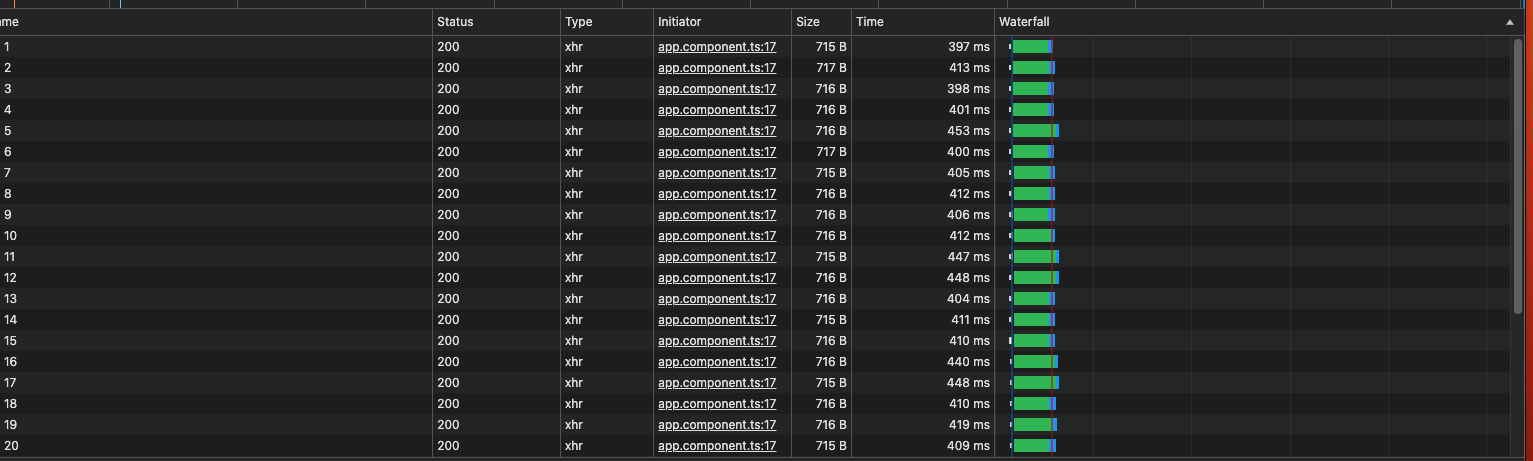 ame Status Type Initiator Size Time Waterfall
1 200 xhr app.component.ts:17 715 B 397 ms
2 200 xhr app.component.ts:17 717 B 413 ms
3 200 xhr app.component.ts:17 716 B 398 ms
4 200 xhr app.component.ts:17 716 B 401 ms
5 200 xhr app.component.ts:17 716 B 453 ms
6 200 xhr app.component.ts:17 717 B 400 ms
7 200 xhr app.component.ts:17 715 B 405 ms
8 200 xhr app.component.ts:17 716 B 412 ms
9 200 xhr app.component.ts:17 716 B 406 ms
10 200 xhr app.component.ts:17 716 B 412 ms
11 200 xhr app.component.ts:17 715 B 447 ms
12 200 xhr app.component.ts:17 716 B 448 ms
13 200 xhr app.component.ts:17 716 B 404 ms
14 200 xhr app.component.ts:17 715 B 411 ms
15 200 xhr app.component.ts:17 716 B 410 ms
16 200 xhr app.component.ts:17 716 B 440 ms
17 200 xhr app.component.ts:17 715 B 448 ms
18 200 xhr app.component.ts:17 716 B 410 ms
19 200 xhr app.component.ts:17 716 B 419 ms
20 200 xhr app.component.ts:17 715 B 409 ms